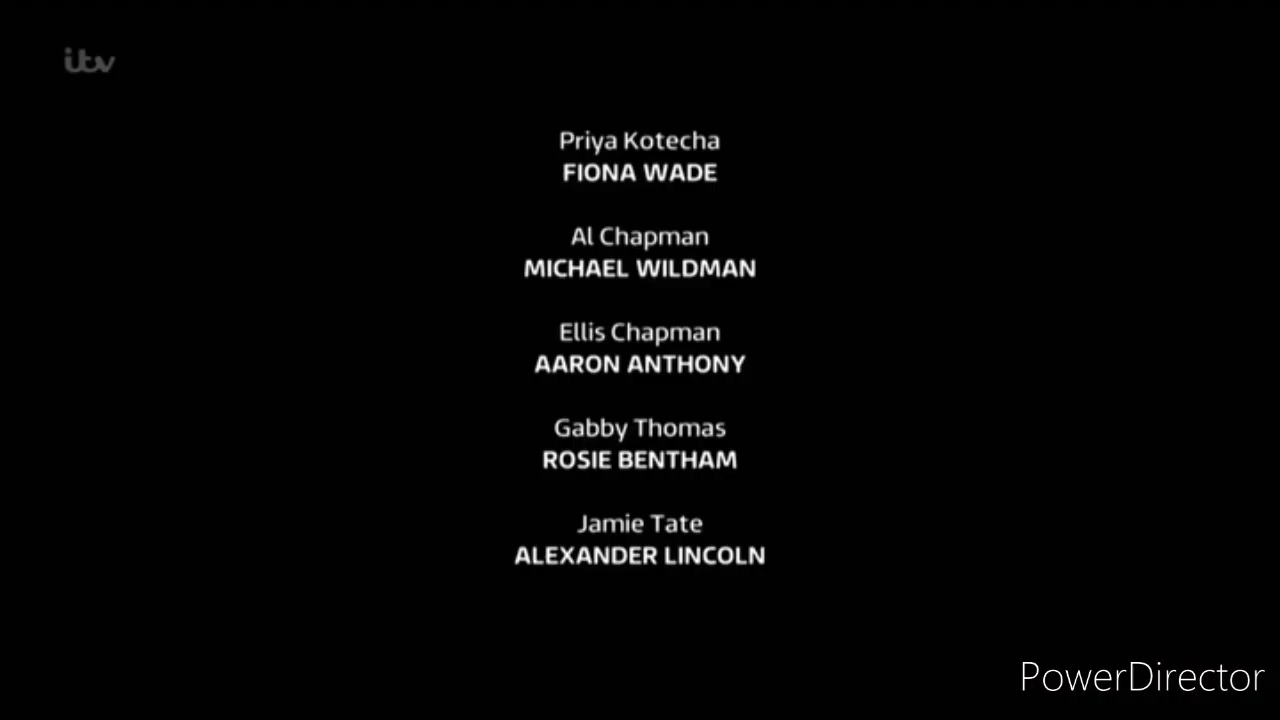 itv
Priya Kotecha
FIONA WADE
Al Chapman
MICHAEL WILDMAN
Ellis Chapman
AARON ANTHONY
Gabby Thomas
ROSIE BENTHAM
Jamie Tate
ALEXANDER LINCOLN
PowerDirector